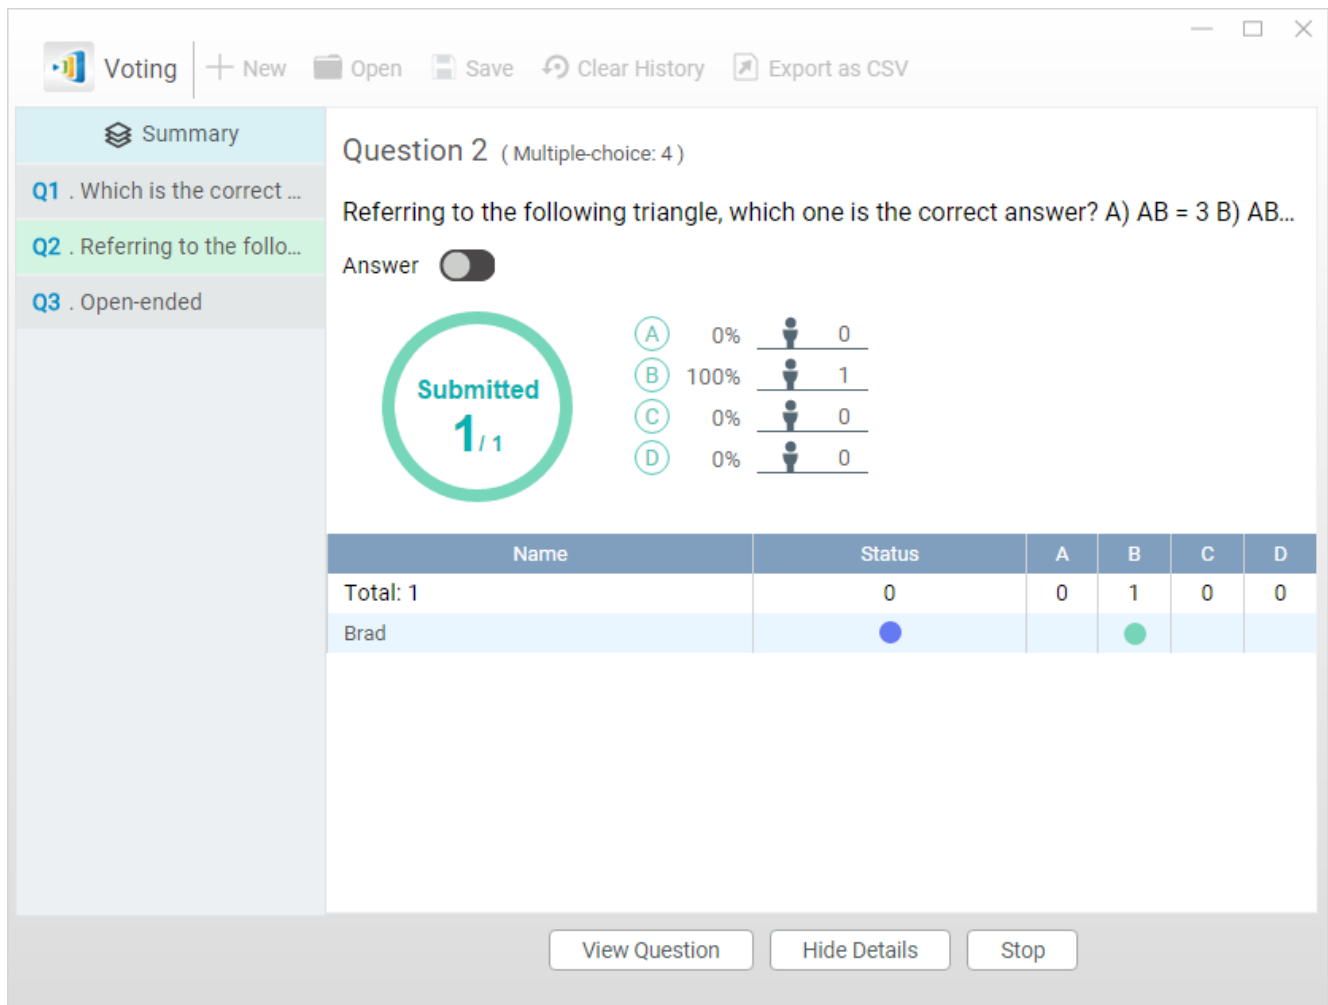 Voting New Open Save Clear History Export as CSV
Summary
Q1 . Which is the correct ...
Q2 . Referring to the follo...
Q3 . Open-ended
Question 2 ( Multiple-choice: 4 )
Referring to the following triangle, which one is the correct answer? A) AB = 3 B) AB...
Answer
Submitted
1/ 1
A 0% 0
B 100% 1
C 0% 0
D 0% 0
Name Status A B C D
Total: 1 0 0 1 0 0
Brad
View Question Hide Details Stop